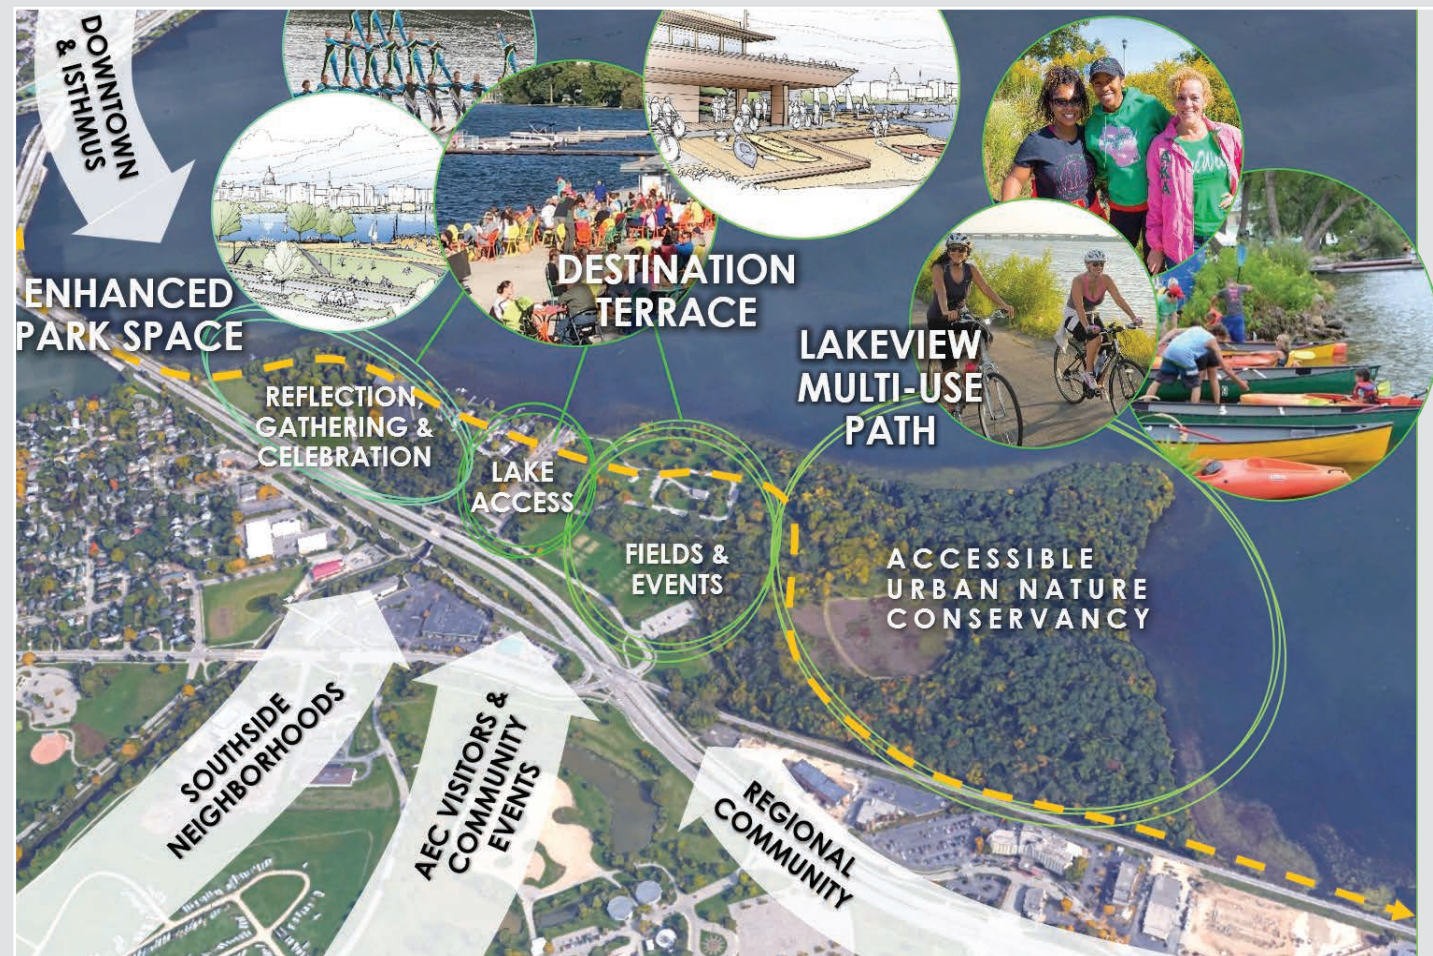 DOWNTOWN
& ISTHMUS
ENHANCED
PARK SPACE
DESTINATION
TERRACE
LAKEVIEW
MULTI-USE
PATH
REFLECTION,
GATHERING &
CELEBRATION
LAKE
ACCESS
FIELDS &
EVENTS
ACCESSIBLE
URBAN NATURE
CONSERVANCY
SOUTHSIDE
NEIGHBORHOODS
AEC VISITORS &
COMMUNITY
EVENTS
REGIONAL
COMMUNITY
AKA